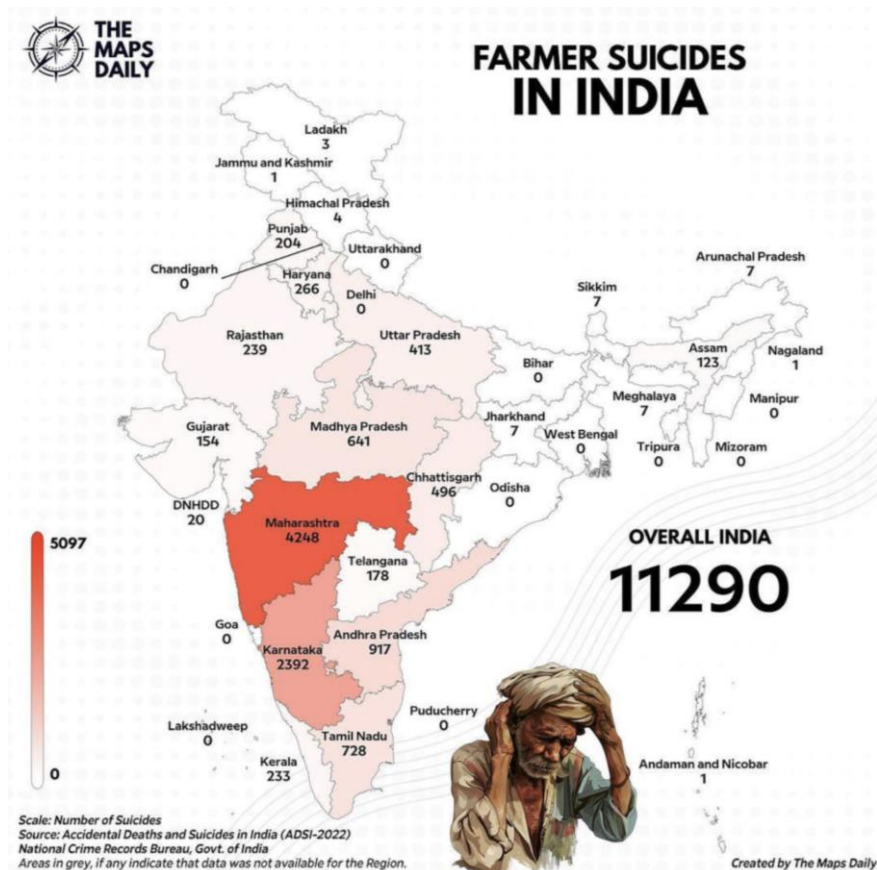 THE
MAPS
DAILY
FARMER SUICIDES
IN INDIA
Ladakh
3
Jammu and Kashmir
1
Himachal Pradesh
4
Punjab
204
Uttarakhand
0
Chandigarh
0
Haryana
266
Delhi
0
Arunachal Pradesh
7
Sikkim
7
Rajasthan
239
Uttar Pradesh
413
Assam
123
Nagaland
1
Bihar
0
Meghalaya
7
Manipur
0
Gujarat
154
Madhya Pradesh
641
Jharkhand
7
West Bengal
0
Tripura
0
Mizoram
0
Chhattisgarh
496
Odisha
0
DNHDD
20
Maharashtra
4248
5097
0
Telangana
178
OVERALL INDIA
11290
Goa
0
Karnataka
2392
Andhra Pradesh
917
Puducherry
0
Lakshadweep
0
Tamil Nadu
728
Kerala
233
Andaman and Nicobar
1
Scale: Number of Suicides
Source: Accidental Deaths and Suicides in India (ADSI-2022)
National Crime Records Bureau, Govt. of India
Areas in grey, if any indicate that data was not available for the Region.
Created by The Maps Daily